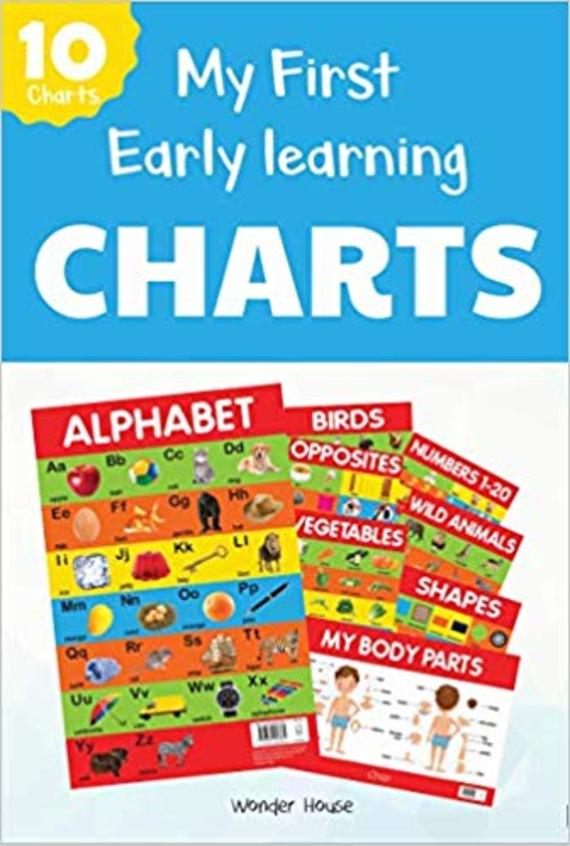 10
Charts
My First
Early learning
CHARTS
ALPHABET
Aa Bb Cc Dd
Ee Ff Gg Hh
Ii Jj Kk Ll
Mm Nn Oo Pp
Qq Rr Ss Tt
Uu Vv Ww Xx
Yy Zz
BIRDS
OPPOSITES
NUMBERS 1-20
WILD ANIMALS
VEGETABLES
SHAPES
MY BODY PARTS
Wonder House